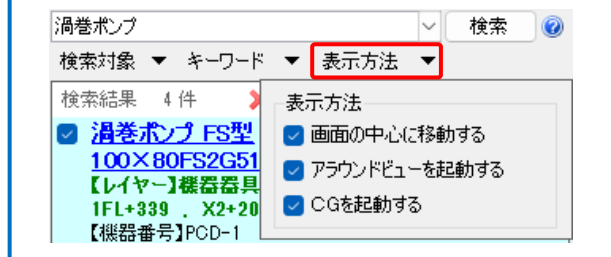 渦巻ポンプ 検索
検索対象 ▼ キーワード ▼ 表示方法 ▼
検索結果 4 件
渦巻ポンプ FS型
100×80FS2G51
【レイヤー】機器器具
1FL+339 . X2+20
【機器番号】PCD-1
表示方法
画面の中心に移動する
アラウンドビューを起動する
CGを起動する